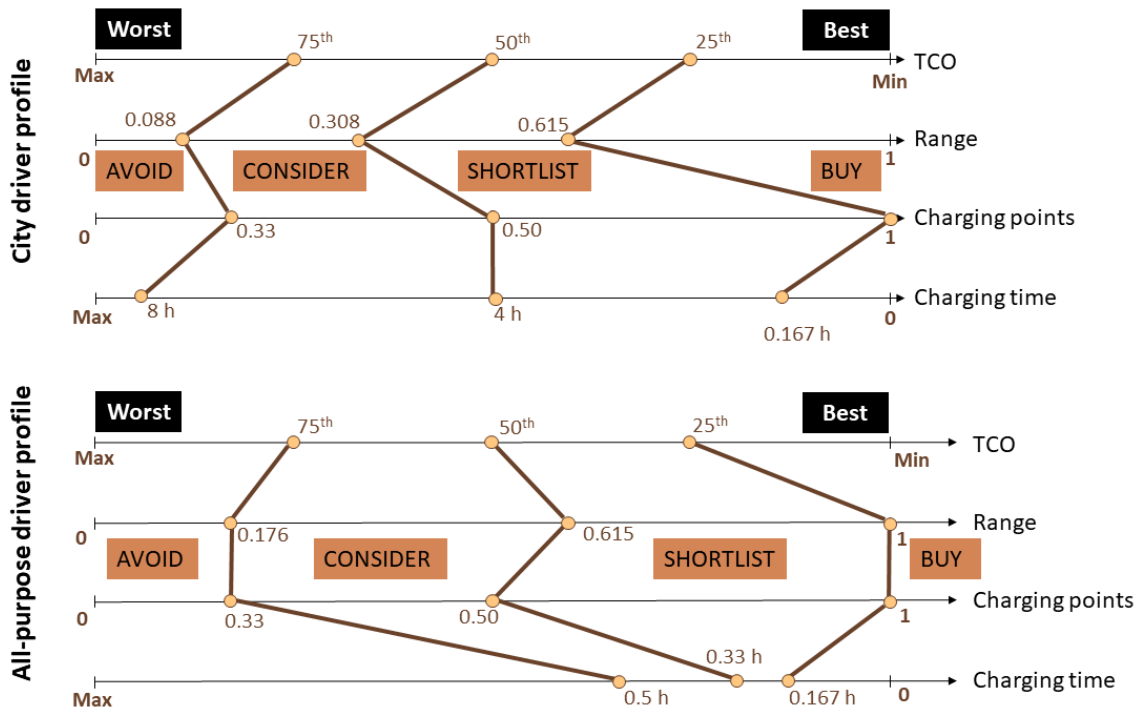 City driver profile
Worst
Best
75th
50th
25th
TCO
Max
Min
0.088
0.308
0.615
Range
0
1
AVOID
CONSIDER
SHORTLIST
BUY
Charging points
0
0.33
0.50
1
Charging time
Max
8 h
4 h
0.167 h
0
All-purpose driver profile
Worst
Best
75th
50th
25th
TCO
Max
Min
Range
0
0.176
0.615
1
AVOID
CONSIDER
SHORTLIST
BUY
Charging points
0
0.33
0.50
1
0.33 h
Charging time
Max
0.5 h
0.167 h
0